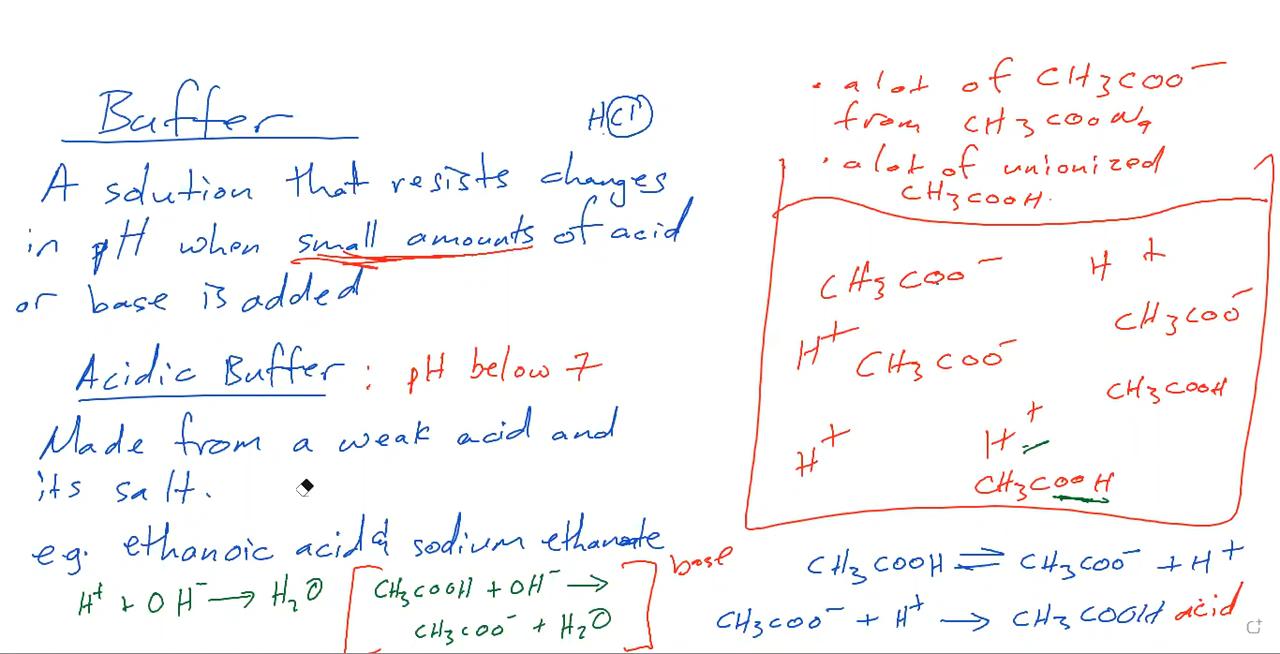 Buffer
HCl
A solution that resists changes
in pH when small amounts of acid
or base is added
Acidic Buffer : pH below 7
Made from a weak acid and
its salt.
eg. ethanoic acid & sodium ethanoate
H⁺ + OH⁻ → H₂O
[CH₃COOH + OH⁻ →
CH₃COO⁻ + H₂O] base
• a lot of CH₃COO⁻
from CH₃COONa
• a lot of unionized
CH₃COOH.
CH₃COO⁻ H⁺
CH₃COO⁻
H⁺ CH₃COO⁻
CH₃COOH
H⁺ H⁺
CH₃COOH
CH₃COOH ⇌ CH₃COO⁻ + H⁺
CH₃COO⁻ + H⁺ → CH₃COOH acid